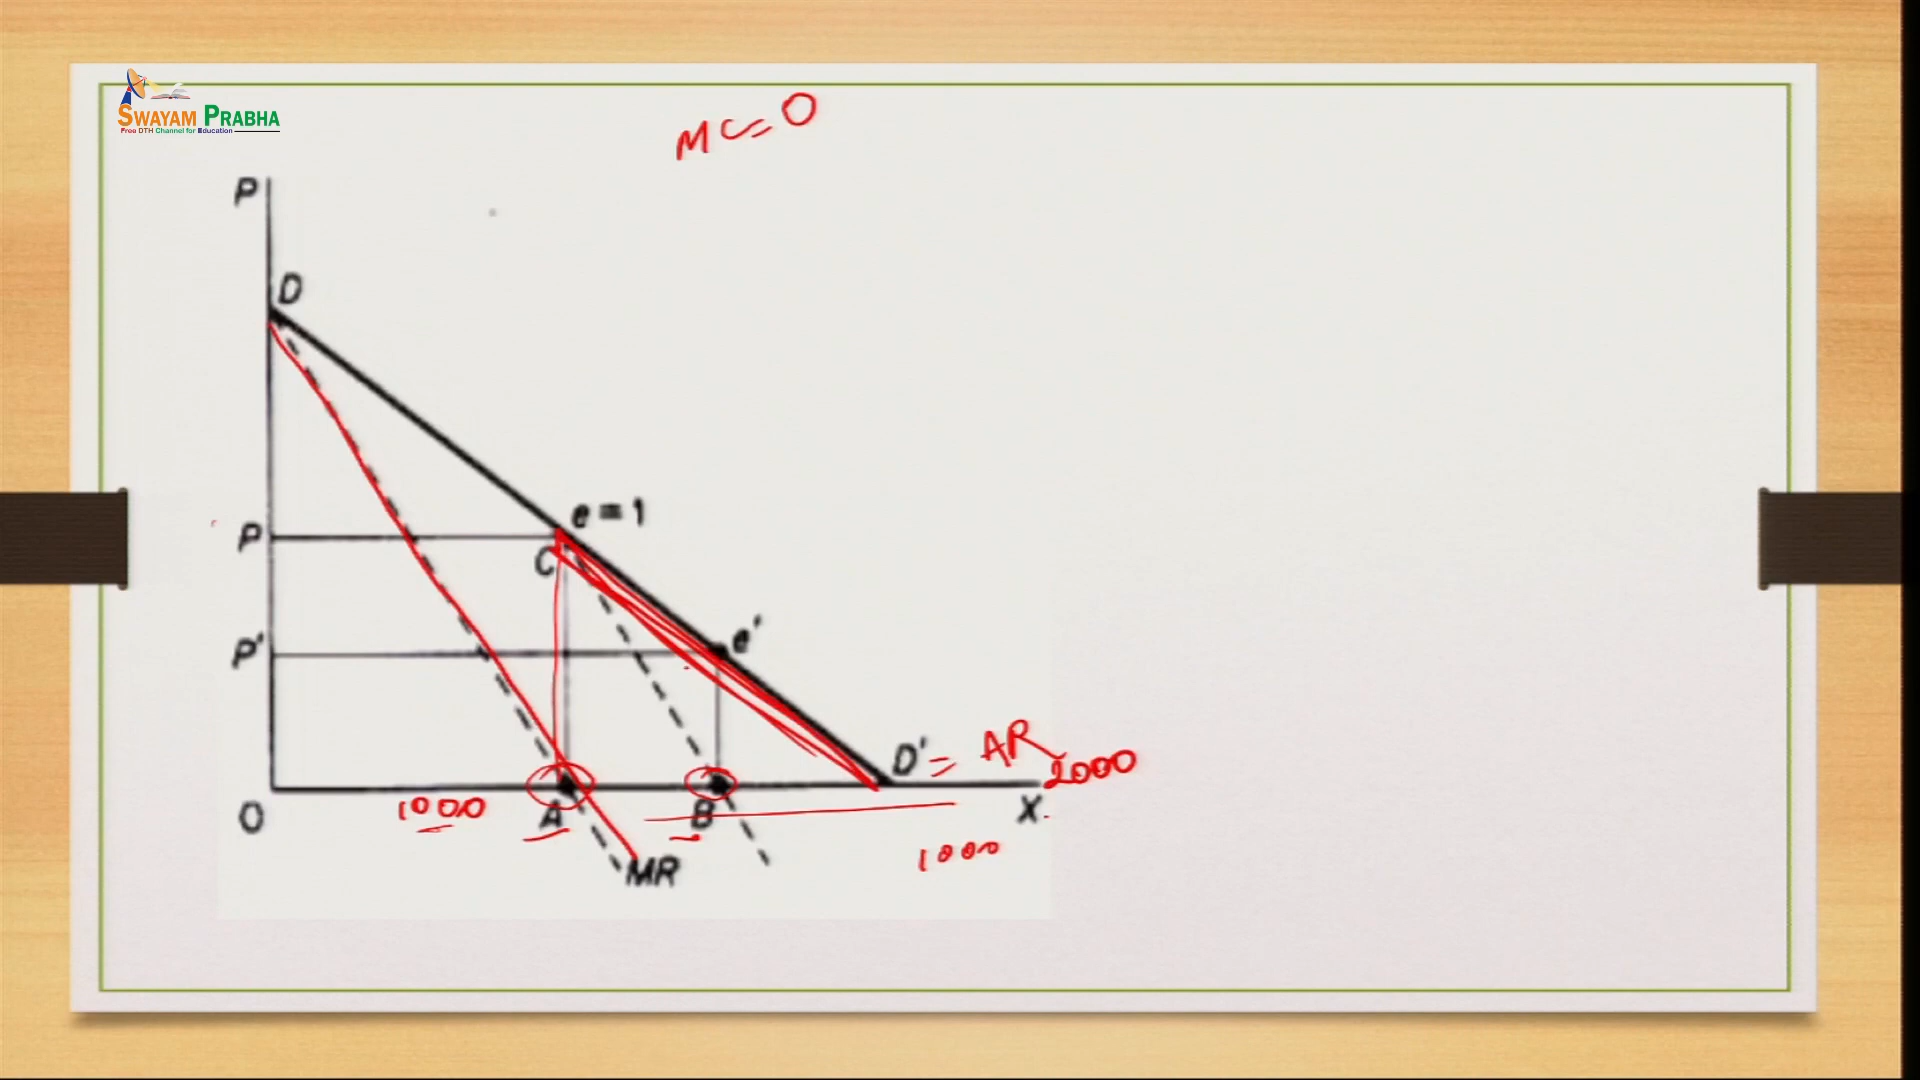 SWAYAM PRABHA
Free DTH Channel for Education
MC=0
P
D
e=1
P
C
P'
e'
D' = AR
2000
O
1000
A
B
X
1000
MR